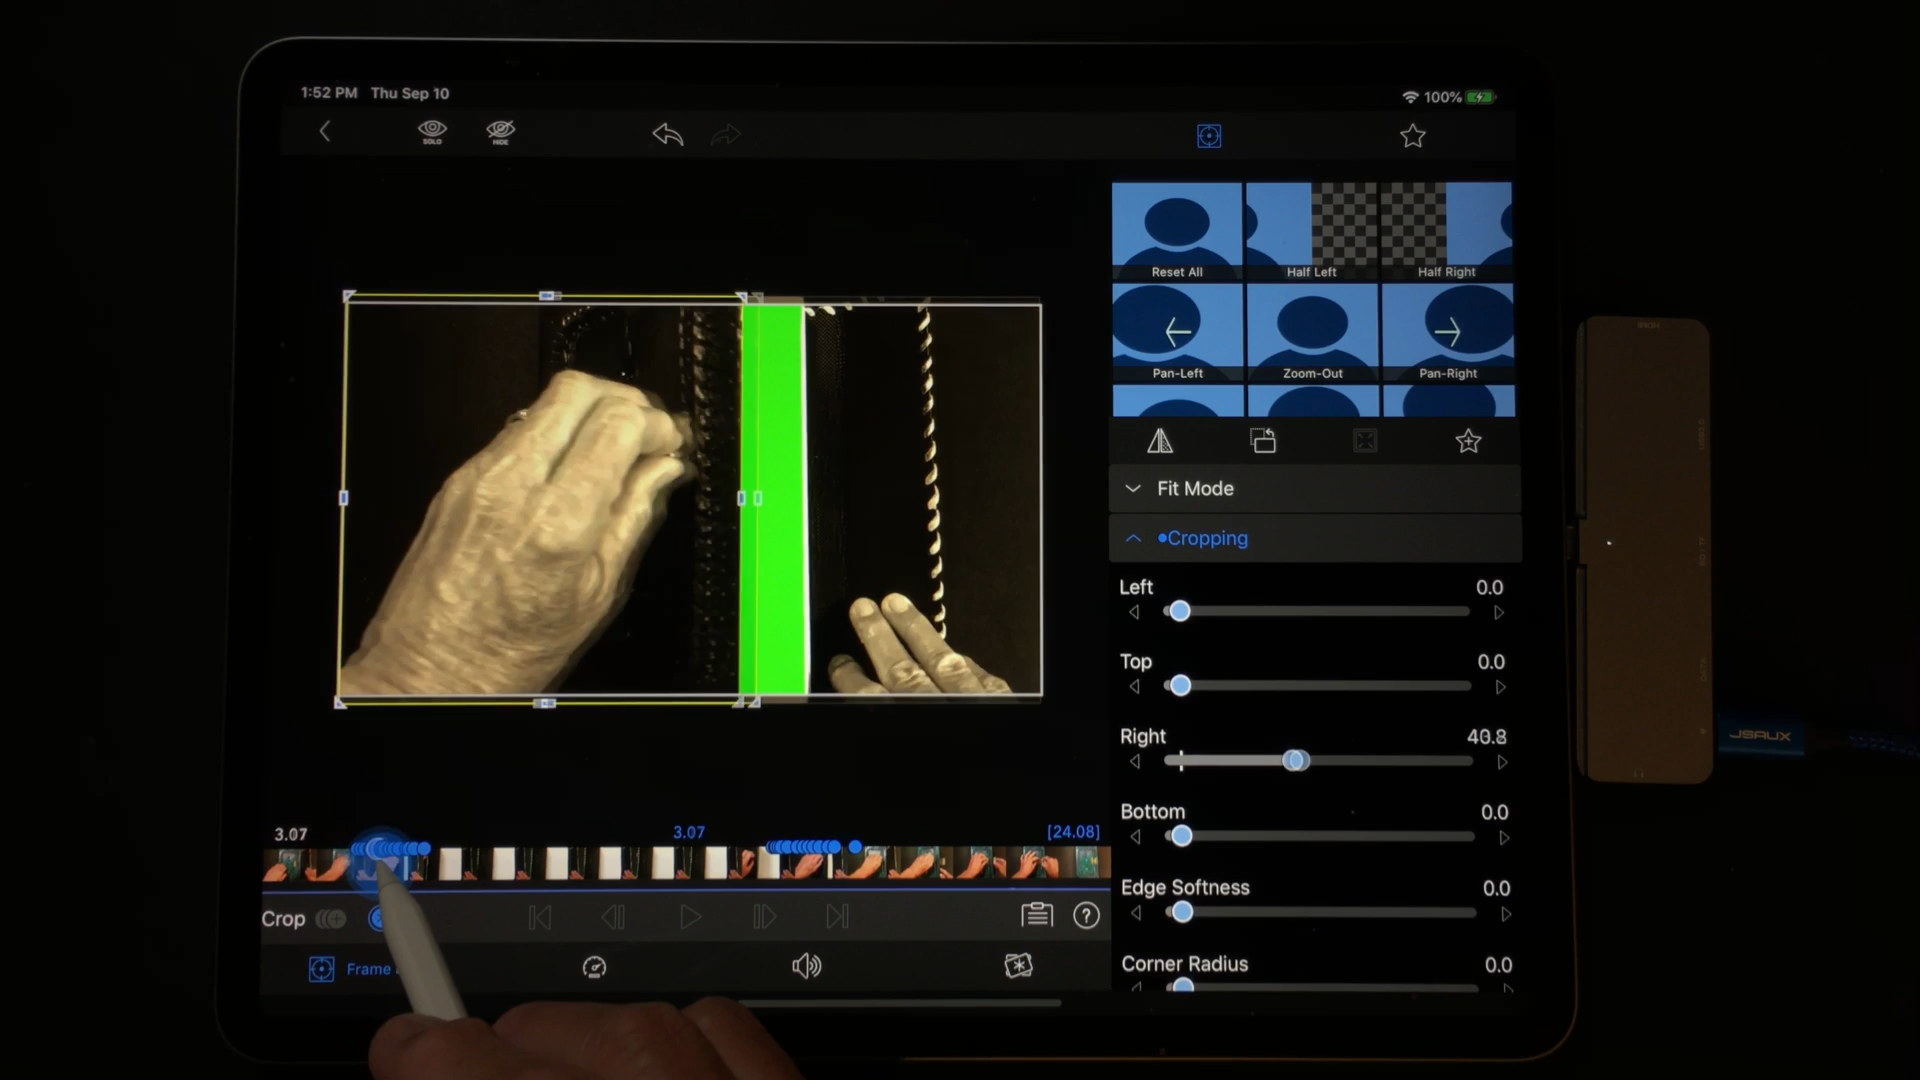 1:52 PM Thu Sep 10
100%
SOLO
HIDE
Reset All
Half Left
Half Right
Pan-Left
Zoom-Out
Pan-Right
Fit Mode
Cropping
Left 0.0
Top 0.0
Right 40.8
Bottom 0.0
Edge Softness 0.0
Corner Radius 0.0
3.07
3.07
[24.08]
Crop
?
Frame
JSAUX